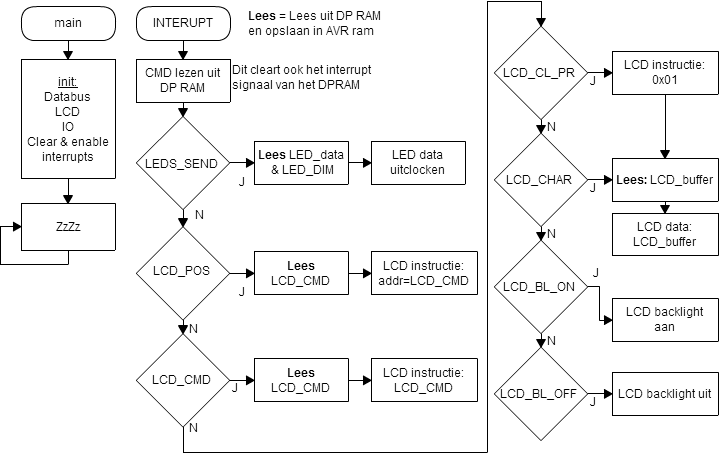 main
init:
Databus
LCD
IO
Clear & enable
interrupts
ZzZz
INTERUPT
Lees = Lees uit DP RAM
en opslaan in AVR ram
CMD lezen uit
DP RAM
Dit cleart ook het interrupt
signaal van het DPRAM
LEDS_SEND
J
N
Lees LED_data
& LED_DIM
LED data
uitclocken
LCD_POS
J
N
Lees
LCD_CMD
LCD instructie:
addr=LCD_CMD
LCD_CMD
J
N
Lees
LCD_CMD
LCD instructie:
LCD_CMD
LCD_CL_PR
J
N
LCD instructie:
0x01
LCD_CHAR
J
N
Lees: LCD_buffer
LCD data:
LCD_buffer
LCD_BL_ON
J
N
LCD backlight
aan
LCD_BL_OFF
J
LCD backlight uit